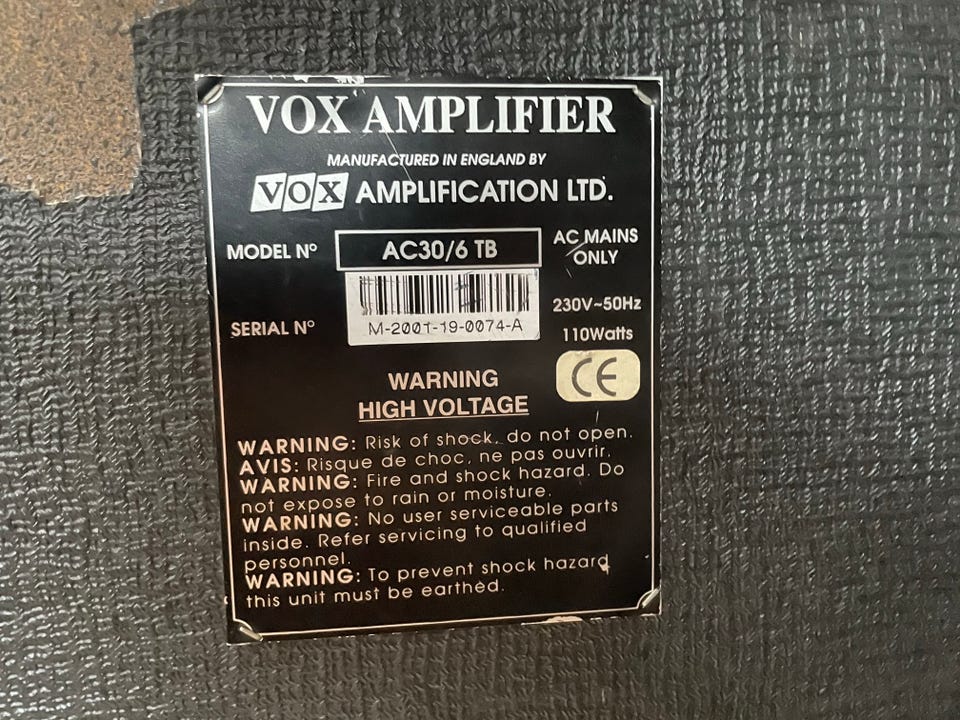 VOX AMPLIFIER
MANUFACTURED IN ENGLAND BY
VOX AMPLIFICATION LTD.
MODEL Nº AC30/6 TB AC MAINS
ONLY
230V~50Hz
SERIAL Nº M-2001-19-0074-A 110Watts
CE
WARNING
HIGH VOLTAGE
WARNING: Risk of shock, do not open.
AVIS: Risque de choc, ne pas ouvrir.
WARNING: Fire and shock hazard. Do
not expose to rain or moisture.
WARNING: No user serviceable parts
inside. Refer servicing to qualified
personnel.
WARNING: To prevent shock hazard
this unit must be earthed.